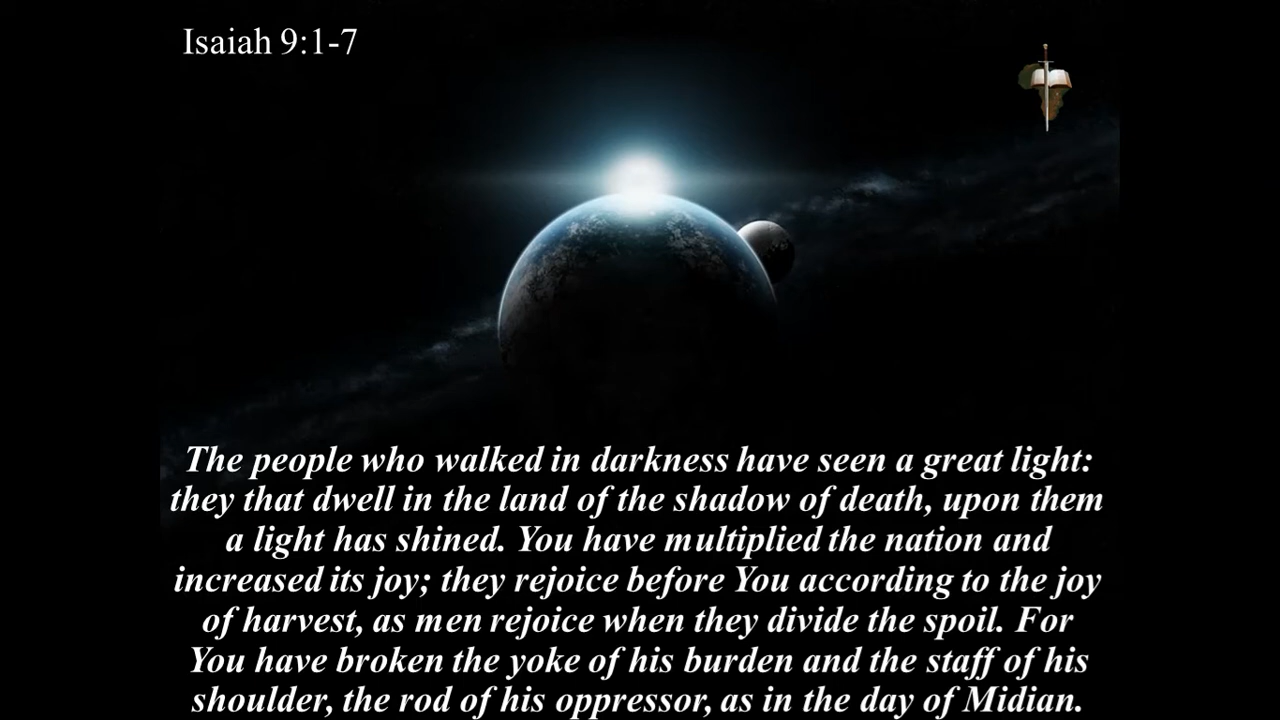 Isaiah 9:1-7
The people who walked in darkness have seen a great light:
they that dwell in the land of the shadow of death, upon them
a light has shined. You have multiplied the nation and
increased its joy; they rejoice before You according to the joy
of harvest, as men rejoice when they divide the spoil. For
You have broken the yoke of his burden and the staff of his
shoulder, the rod of his oppressor, as in the day of Midian.